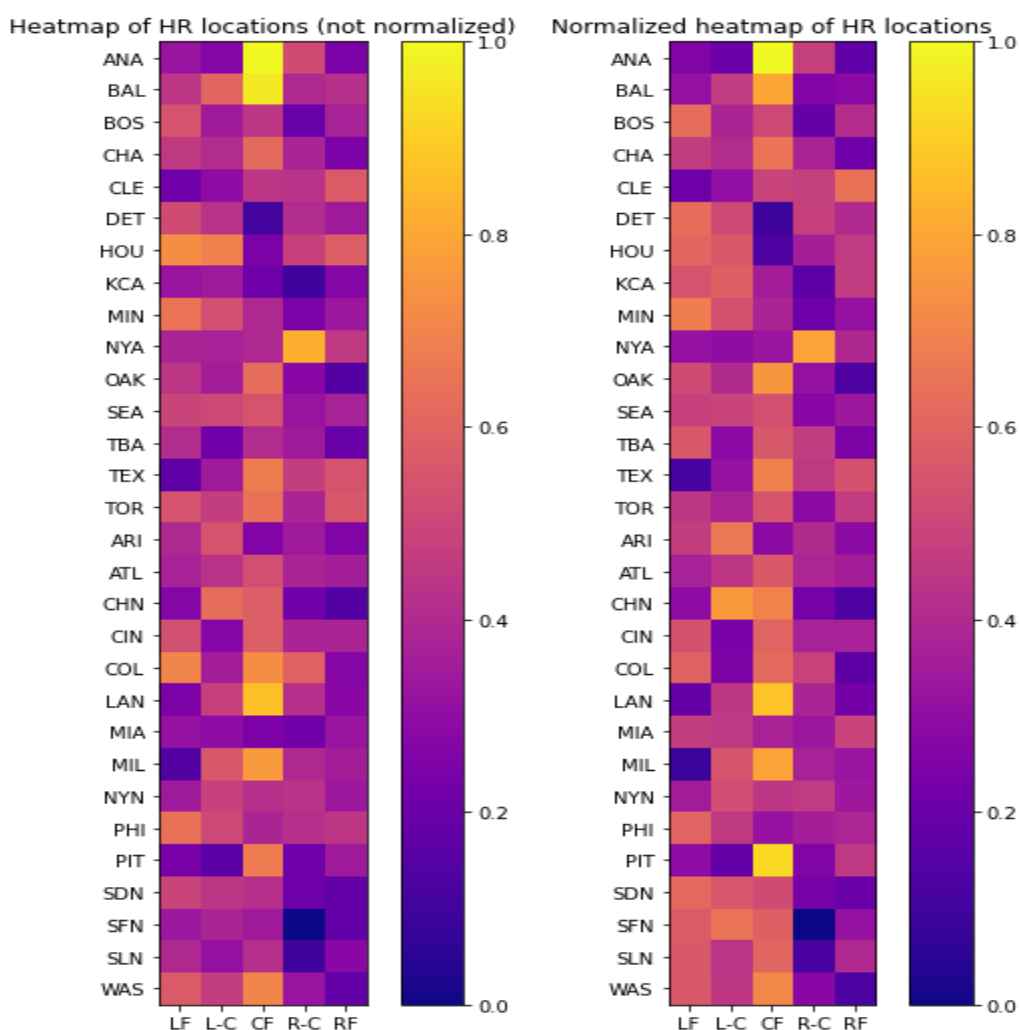 Heatmap of HR locations (not normalized)
ANA
BAL
BOS
CHA
CLE
DET
HOU
KCA
MIN
NYA
OAK
SEA
TBA
TEX
TOR
ARI
ATL
CHN
CIN
COL
LAN
MIA
MIL
NYN
PHI
PIT
SDN
SFN
SLN
WAS
LF L-C CF R-C RF
1.0
0.8
0.6
0.4
0.2
0.0
Normalized heatmap of HR locations
ANA
BAL
BOS
CHA
CLE
DET
HOU
KCA
MIN
NYA
OAK
SEA
TBA
TEX
TOR
ARI
ATL
CHN
CIN
COL
LAN
MIA
MIL
NYN
PHI
PIT
SDN
SFN
SLN
WAS
LF L-C CF R-C RF
1.0
0.8
0.6
0.4
0.2
0.0